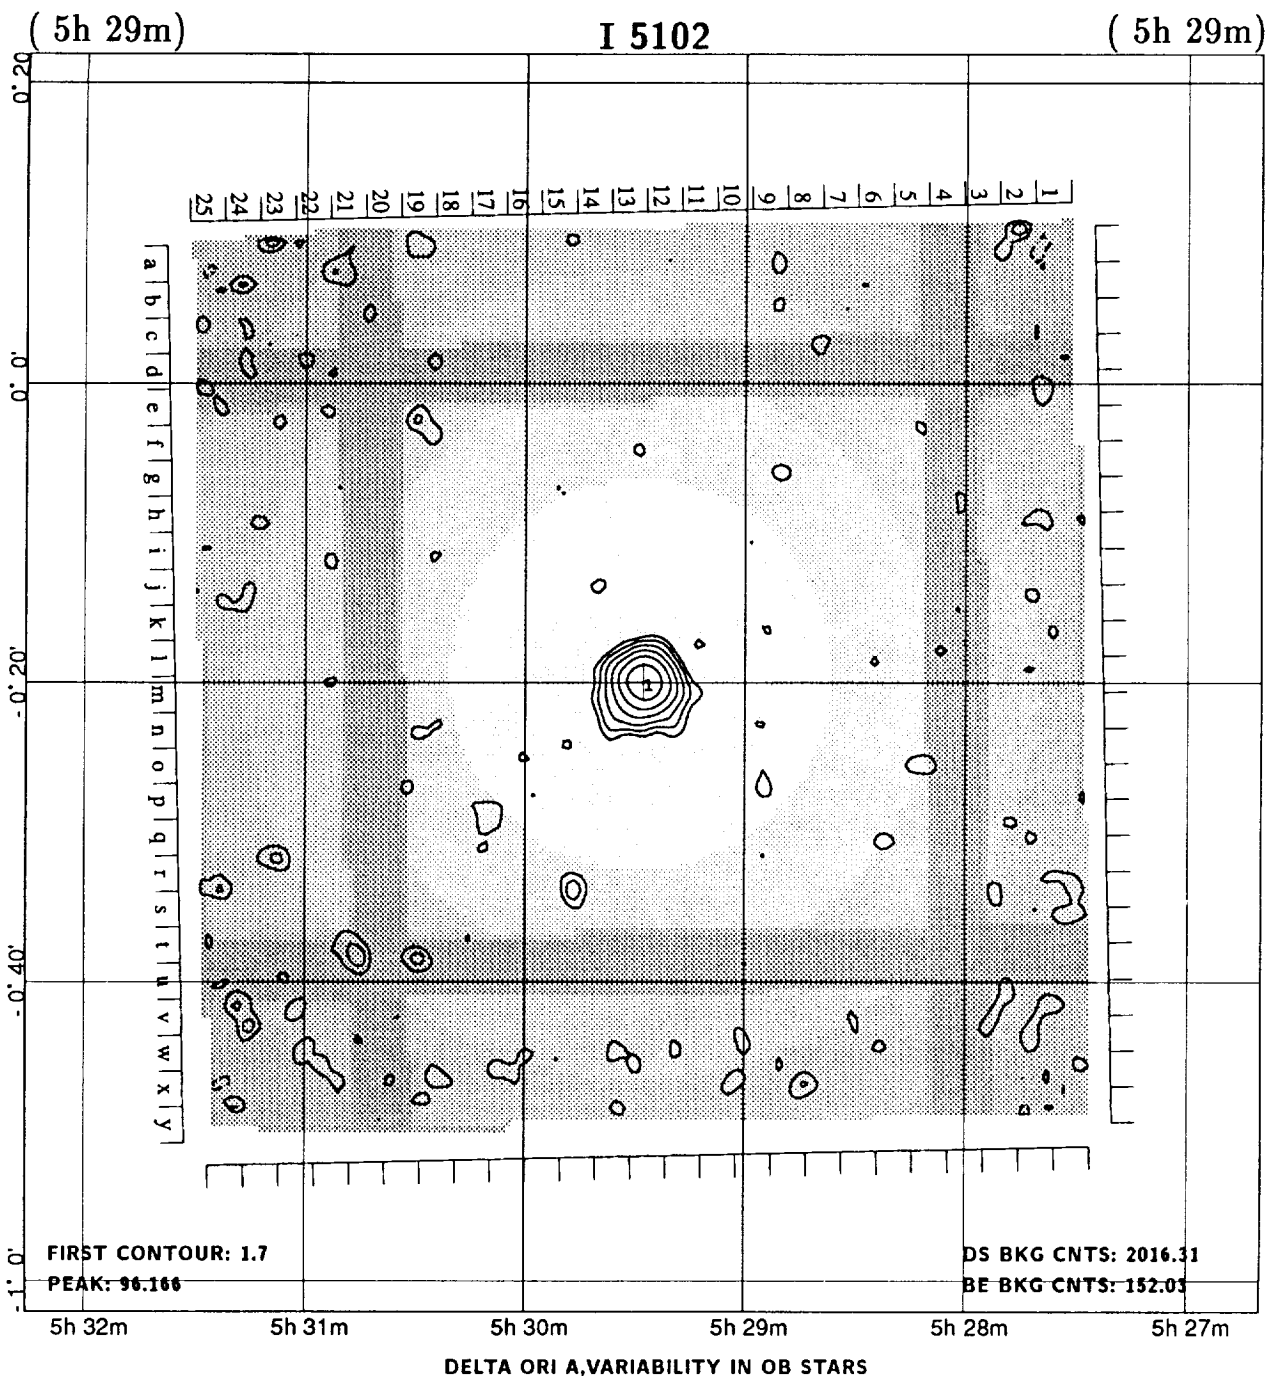 ( 5h 29m)
I 5102
( 5h 29m)
25 24 23 22 21 20 19 18 17 16 15 14 13 12 11 10 9 8 7 6 5 4 3 2 1
0° 20
0° 0'
- 0° 20'
- 0° 40'
-1° 0'
a
b
c
d
e
f
g
h
i
j
k
l
m
n
o
p
q
r
s
t
u
v
w
x
y
1
FIRST CONTOUR: 1.7
PEAK: 96.166
DS BKG CNTS: 2016.31
BE BKG CNTS: 152.03
5h 32m 5h 31m 5h 30m 5h 29m 5h 28m 5h 27m
DELTA ORI A,VARIABILITY IN OB STARS